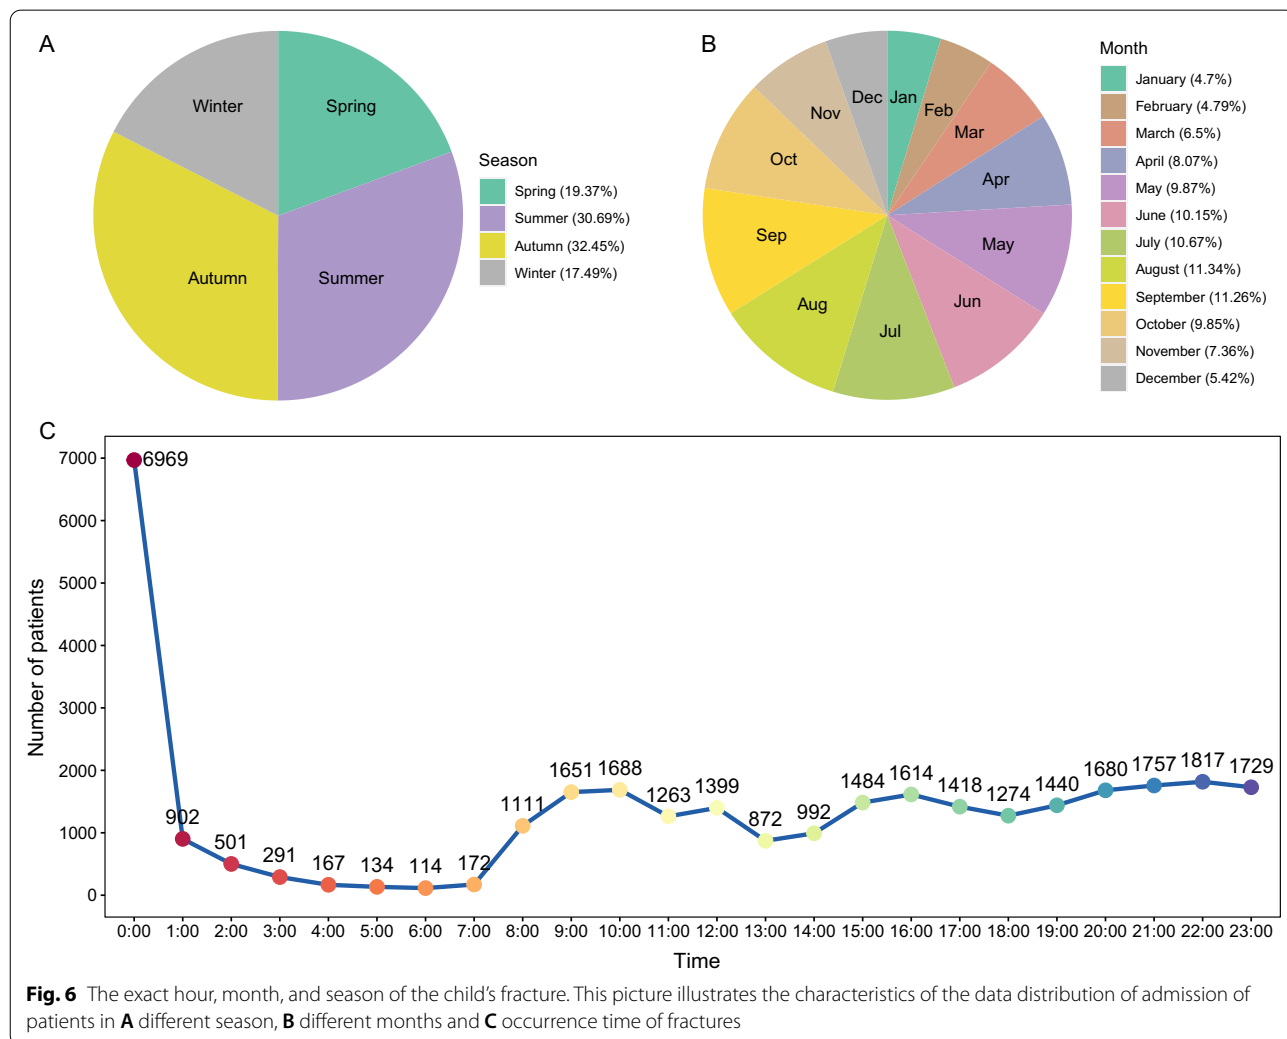 A
Winter
Spring
Autumn
Summer
Season
Spring (19.37%)
Summer (30.69%)
Autumn (32.45%)
Winter (17.49%)
B
Dec
Jan
Nov
Feb
Mar
Oct
Apr
Sep
May
Aug
Jun
Jul
Month
January (4.7%)
February (4.79%)
March (6.5%)
April (8.07%)
May (9.87%)
June (10.15%)
July (10.67%)
August (11.34%)
September (11.26%)
October (9.85%)
November (7.36%)
December (5.42%)
C
Number of patients
7000
6000
5000
4000
3000
2000
1000
0
6969
902
501
291
167
134
114
172
1111
1651
1688
1263
1399
872
992
1484
1614
1418
1274
1440
1680
1757
1817
1729
0:00 1:00 2:00 3:00 4:00 5:00 6:00 7:00 8:00 9:00 10:00 11:00 12:00 13:00 14:00 15:00 16:00 17:00 18:00 19:00 20:00 21:00 22:00 23:00
Time
Fig. 6 The exact hour, month, and season of the child’s fracture. This picture illustrates the characteristics of the data distribution of admission of
patients in A different season, B different months and C occurrence time of fractures